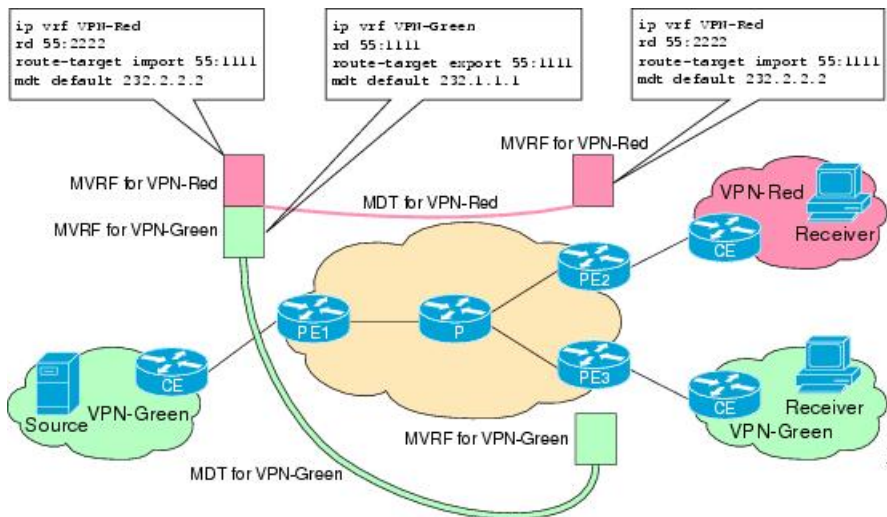 ip vrf VPN-Red
rd 55:2222
route-target import 55:1111
mdt default 232.2.2.2
ip vrf VPN-Green
rd 55:1111
route-target export 55:1111
mdt default 232.1.1.1
ip vrf VPN-Red
rd 55:2222
route-target import 55:1111
mdt default 232.2.2.2
MVRF for VPN-Red
MVRF for VPN-Red
MDT for VPN-Red
MVRF for VPN-Green
VPN-Red
Receiver
CE
PE2
PE1
P
PE3
CE
Source
VPN-Green
CE
Receiver
VPN-Green
MVRF for VPN-Green
MDT for VPN-Green